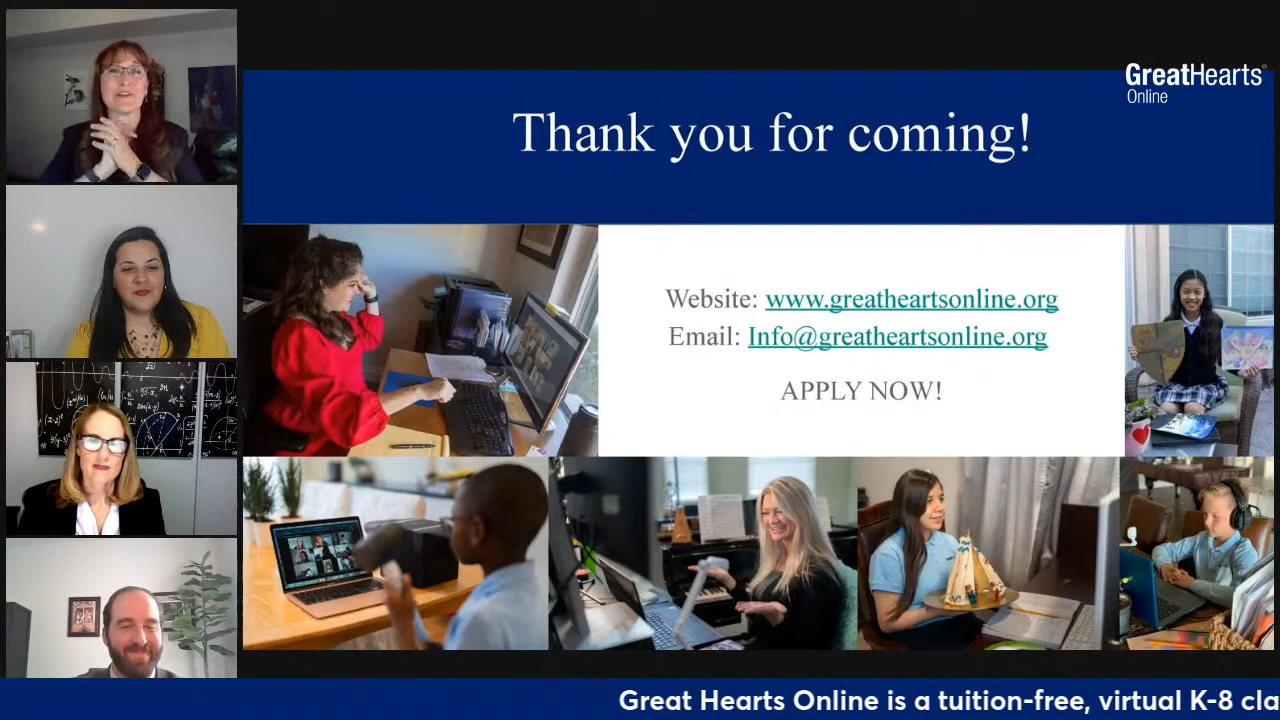 GreatHearts®
Online
Thank you for coming!
Website: www.greatheartsonline.org
Email: Info@greatheartsonline.org
APPLY NOW!
Great Hearts Online is a tuition-free, virtual K-8 cla